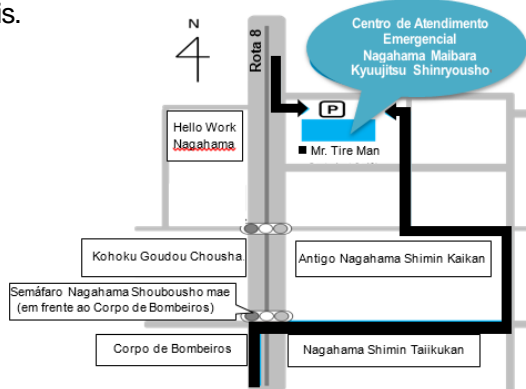 is.
N
Rota 8
Centro de Atendimento
Emergencial
Nagahama Maibara
Kyuujitsu Shinryousho
P
Hello Work
Nagahama
Mr. Tire Man
Kohoku Goudou Chousha
Antigo Nagahama Shimin Kaikan
Semáfaro Nagahama Shoubousho mae
(em frente ao Corpo de Bombeiros)
Corpo de Bombeiros
Nagahama Shimin Taiikukan